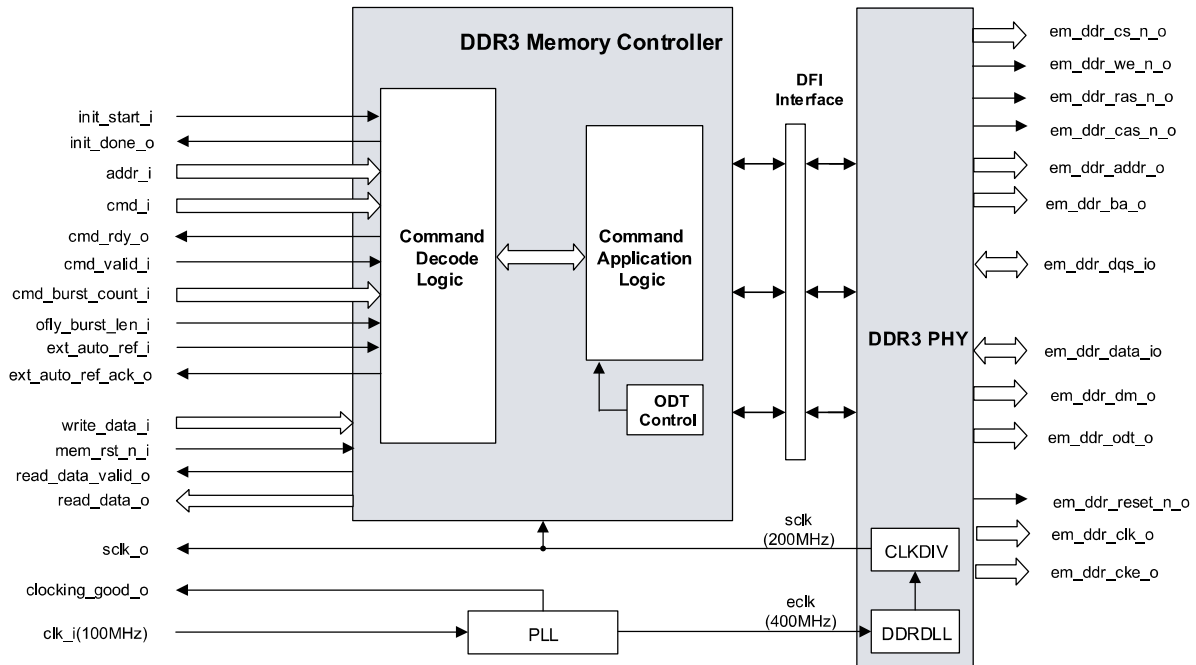 DDR3 Memory Controller
init_start_i
init_done_o
addr_i
cmd_i
cmd_rdy_o
cmd_valid_i
cmd_burst_count_i
ofly_burst_len_i
ext_auto_ref_i
ext_auto_ref_ack_o
write_data_i
mem_rst_n_i
read_data_valid_o
read_data_o
sclk_o
clocking_good_o
clk_i(100MHz)
Command
Decode
Logic
Command
Application
Logic
ODT
Control
DFI
Interface
DDR3 PHY
sclk
(200MHz)
CLKDIV
eclk
(400MHz)
DDRDLL
PLL
em_ddr_cs_n_o
em_ddr_we_n_o
em_ddr_ras_n_o
em_ddr_cas_n_o
em_ddr_addr_o
em_ddr_ba_o
em_ddr_dqs_io
em_ddr_data_io
em_ddr_dm_o
em_ddr_odt_o
em_ddr_reset_n_o
em_ddr_clk_o
em_ddr_cke_o